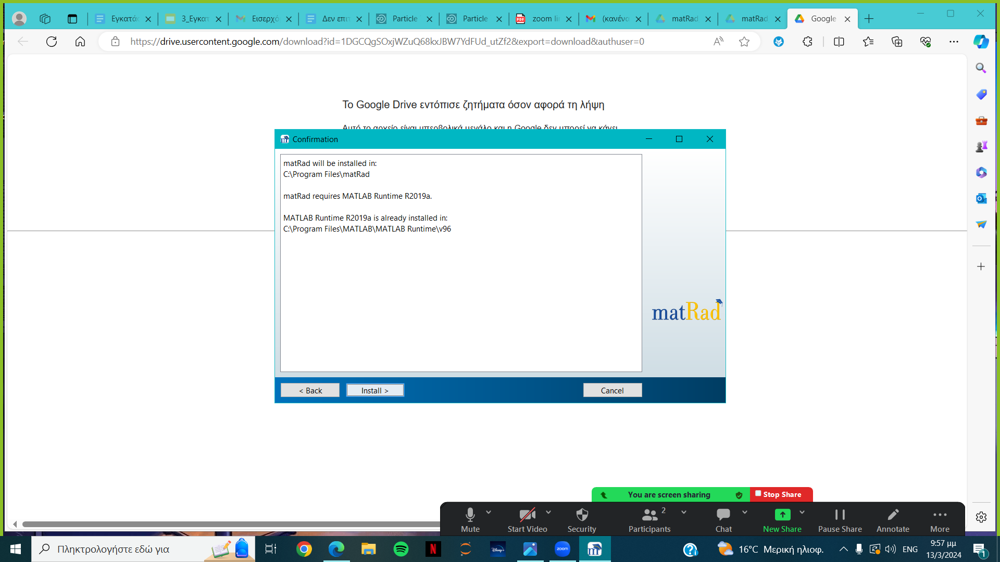 Εγκατάσ
3_Εγκατ
Εισερχό
Δεν επιτ
Particle
Particle
zoom lin
(κανένα
matRad
matRad
Google
https://drive.usercontent.google.com/download?id=1DGCQgSOxjWZuQ68kxJBW7YdFUd_utZf2&export=download&authuser=0
Το Google Drive εντόπισε ζητήματα όσον αφορά τη λήψη
Αυτό το αρχείο είναι υπερβολικά μεγάλο και η Google δεν μπορεί να κάνει
Confirmation
matRad will be installed in:
C:\Program Files\matRad
matRad requires MATLAB Runtime R2019a.
MATLAB Runtime R2019a is already installed in:
C:\Program Files\MATLAB\MATLAB Runtime\v96
matRad
< Back
Install >
Cancel
You are screen sharing
Stop Share
Mute
Start Video
Security
Participants
2
Chat
New Share
Pause Share
Annotate
More
Πληκτρολογήστε εδώ για
16°C Μερική ηλιοφ.
ENG
9:57 μμ
13/3/2024
1